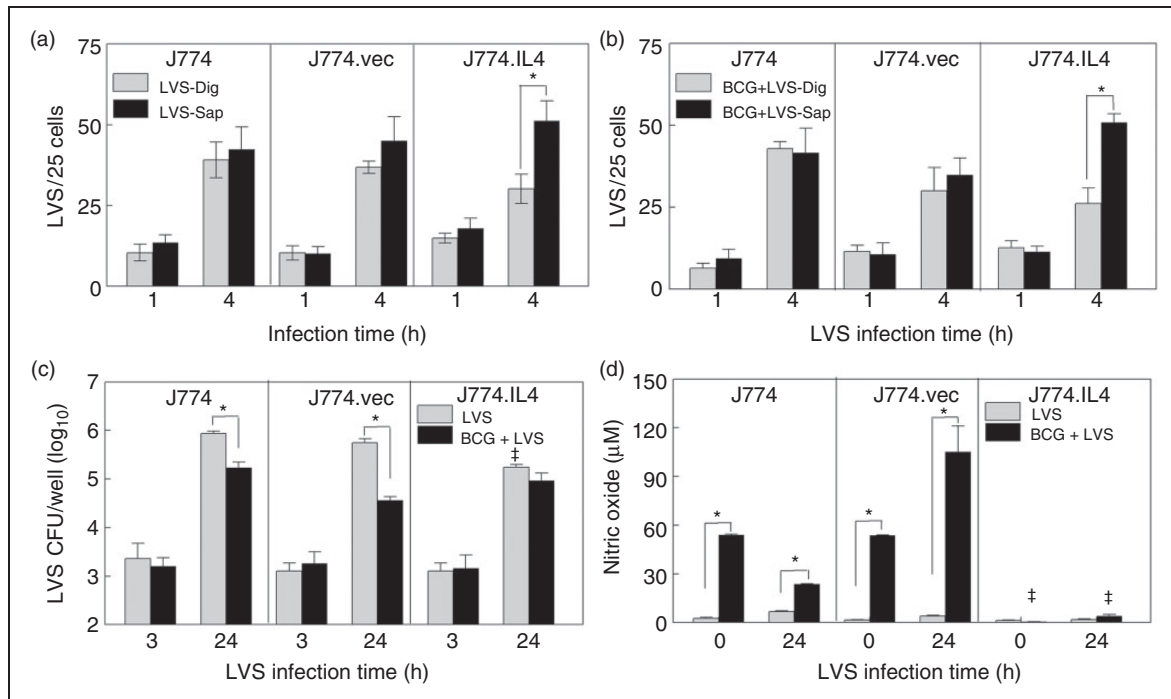 (a)
J774
J774.vec
J774.IL4
LVS-Dig
LVS-Sap
*
75
50
25
0
LVS/25 cells
1 4 1 4 1 4
Infection time (h)
(b)
J774
J774.vec
J774.IL4
BCG+LVS-Dig
BCG+LVS-Sap
*
75
50
25
0
LVS/25 cells
1 4 1 4 1 4
LVS infection time (h)
(c)
J774
J774.vec
J774.IL4
LVS
BCG + LVS
* * ‡
7
6
5
4
3
2
LVS CFU/well (log10)
3 24 3 24 3 24
LVS infection time (h)
(d)
J774
J774.vec
J774.IL4
LVS
BCG + LVS
* * * * ‡ ‡
150
120
90
60
30
0
Nitric oxide (μM)
0 24 0 24 0 24
LVS infection time (h)